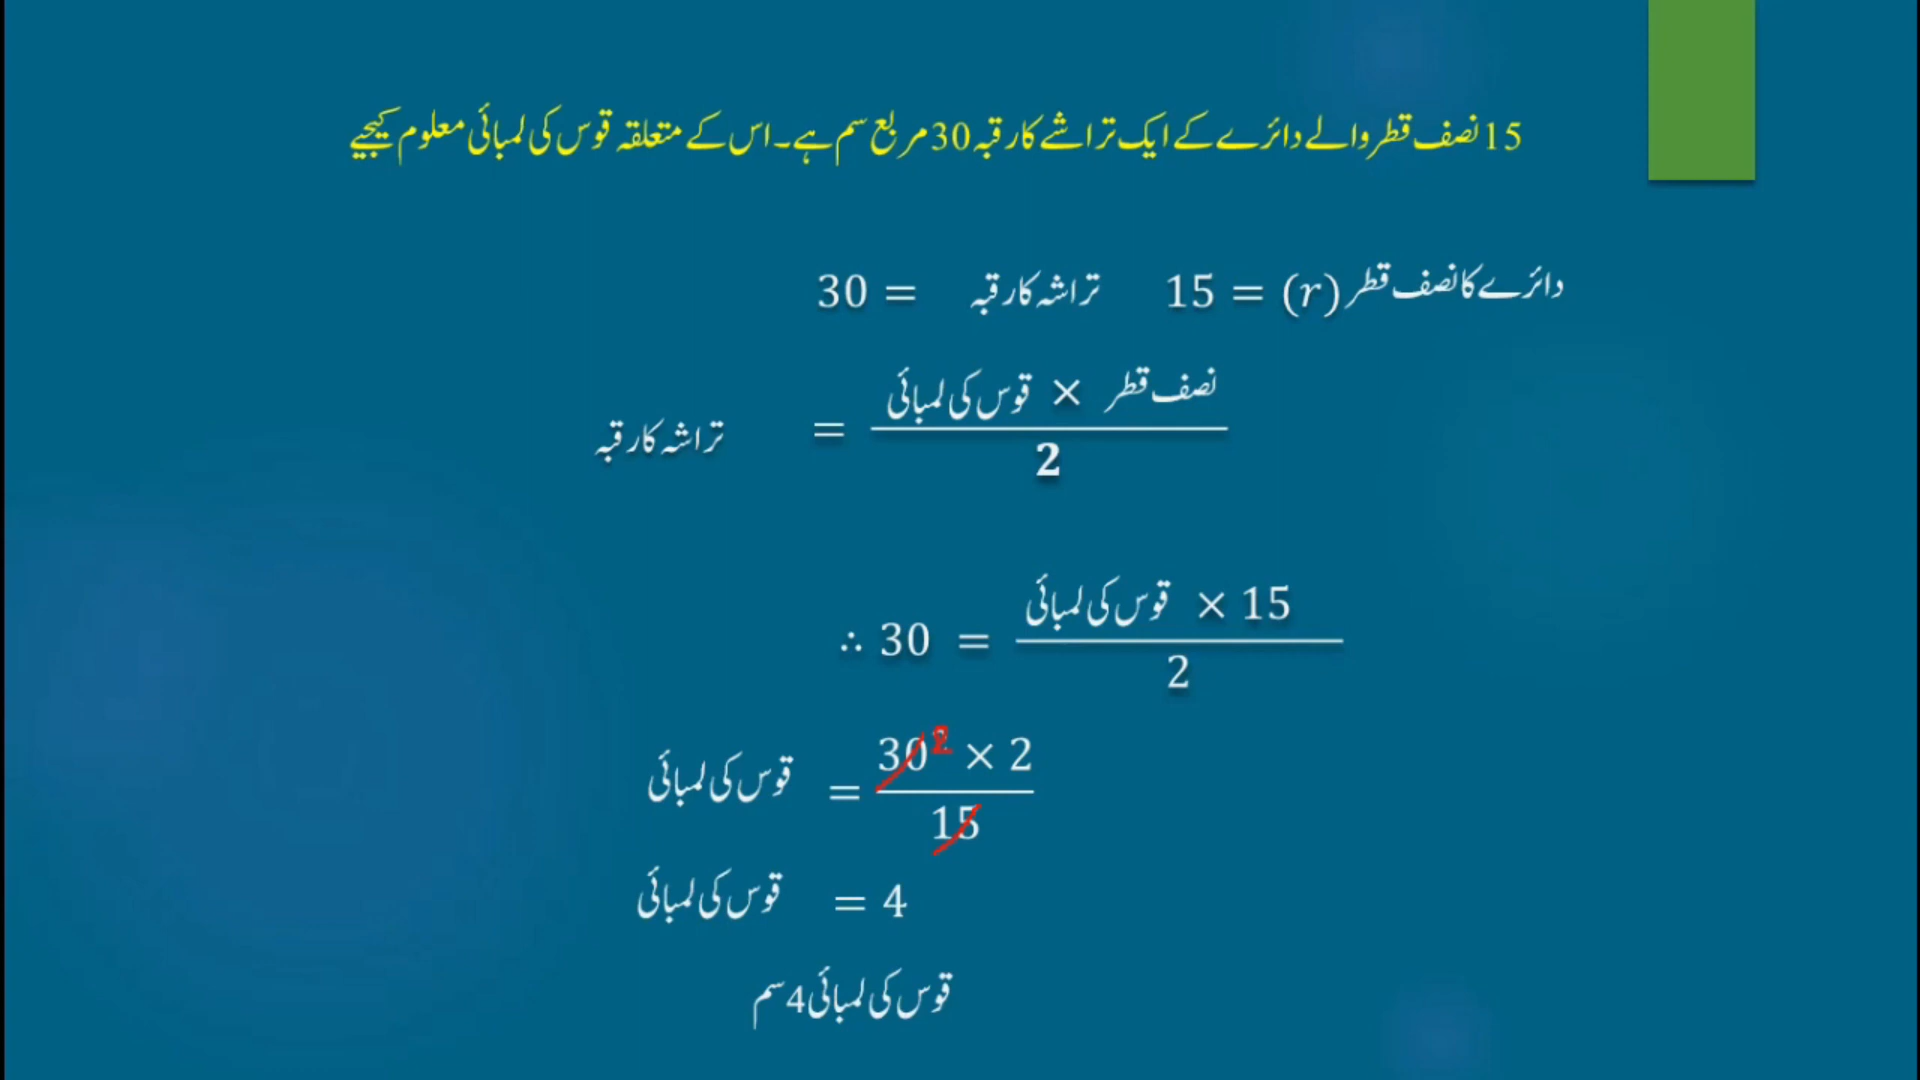 15 نصف قطر والے دائرے کے ایک تراشے کا رقبہ 30 مربع سم ہے۔ اس کے متعلقہ قوس کی لمبائی معلوم کیجیے
دائرے کا نصف قطر (r) = 15 تراشہ کا رقبہ = 30
تراشہ کا رقبہ = نصف قطر × قوس کی لمبائی
2
∴ 30 = قوس کی لمبائی × 15
2
قوس کی لمبائی = 30 2 × 2
15
قوس کی لمبائی = 4
قوس کی لمبائی 4 سم